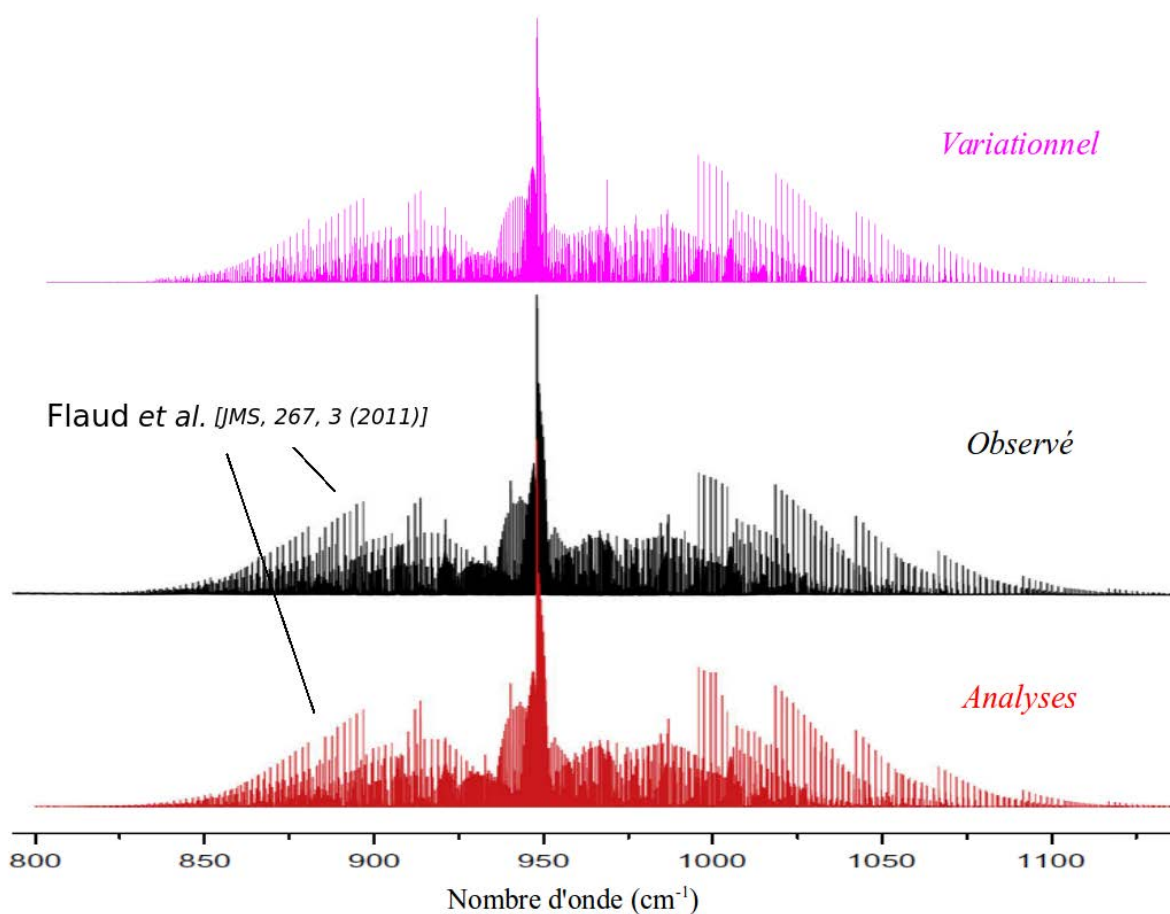 Variationnel
Flaud et al. [JMS, 267, 3 (2011)]
Observé
Analyses
800 850 900 950 1000 1050 1100
Nombre d'onde (cm⁻¹)